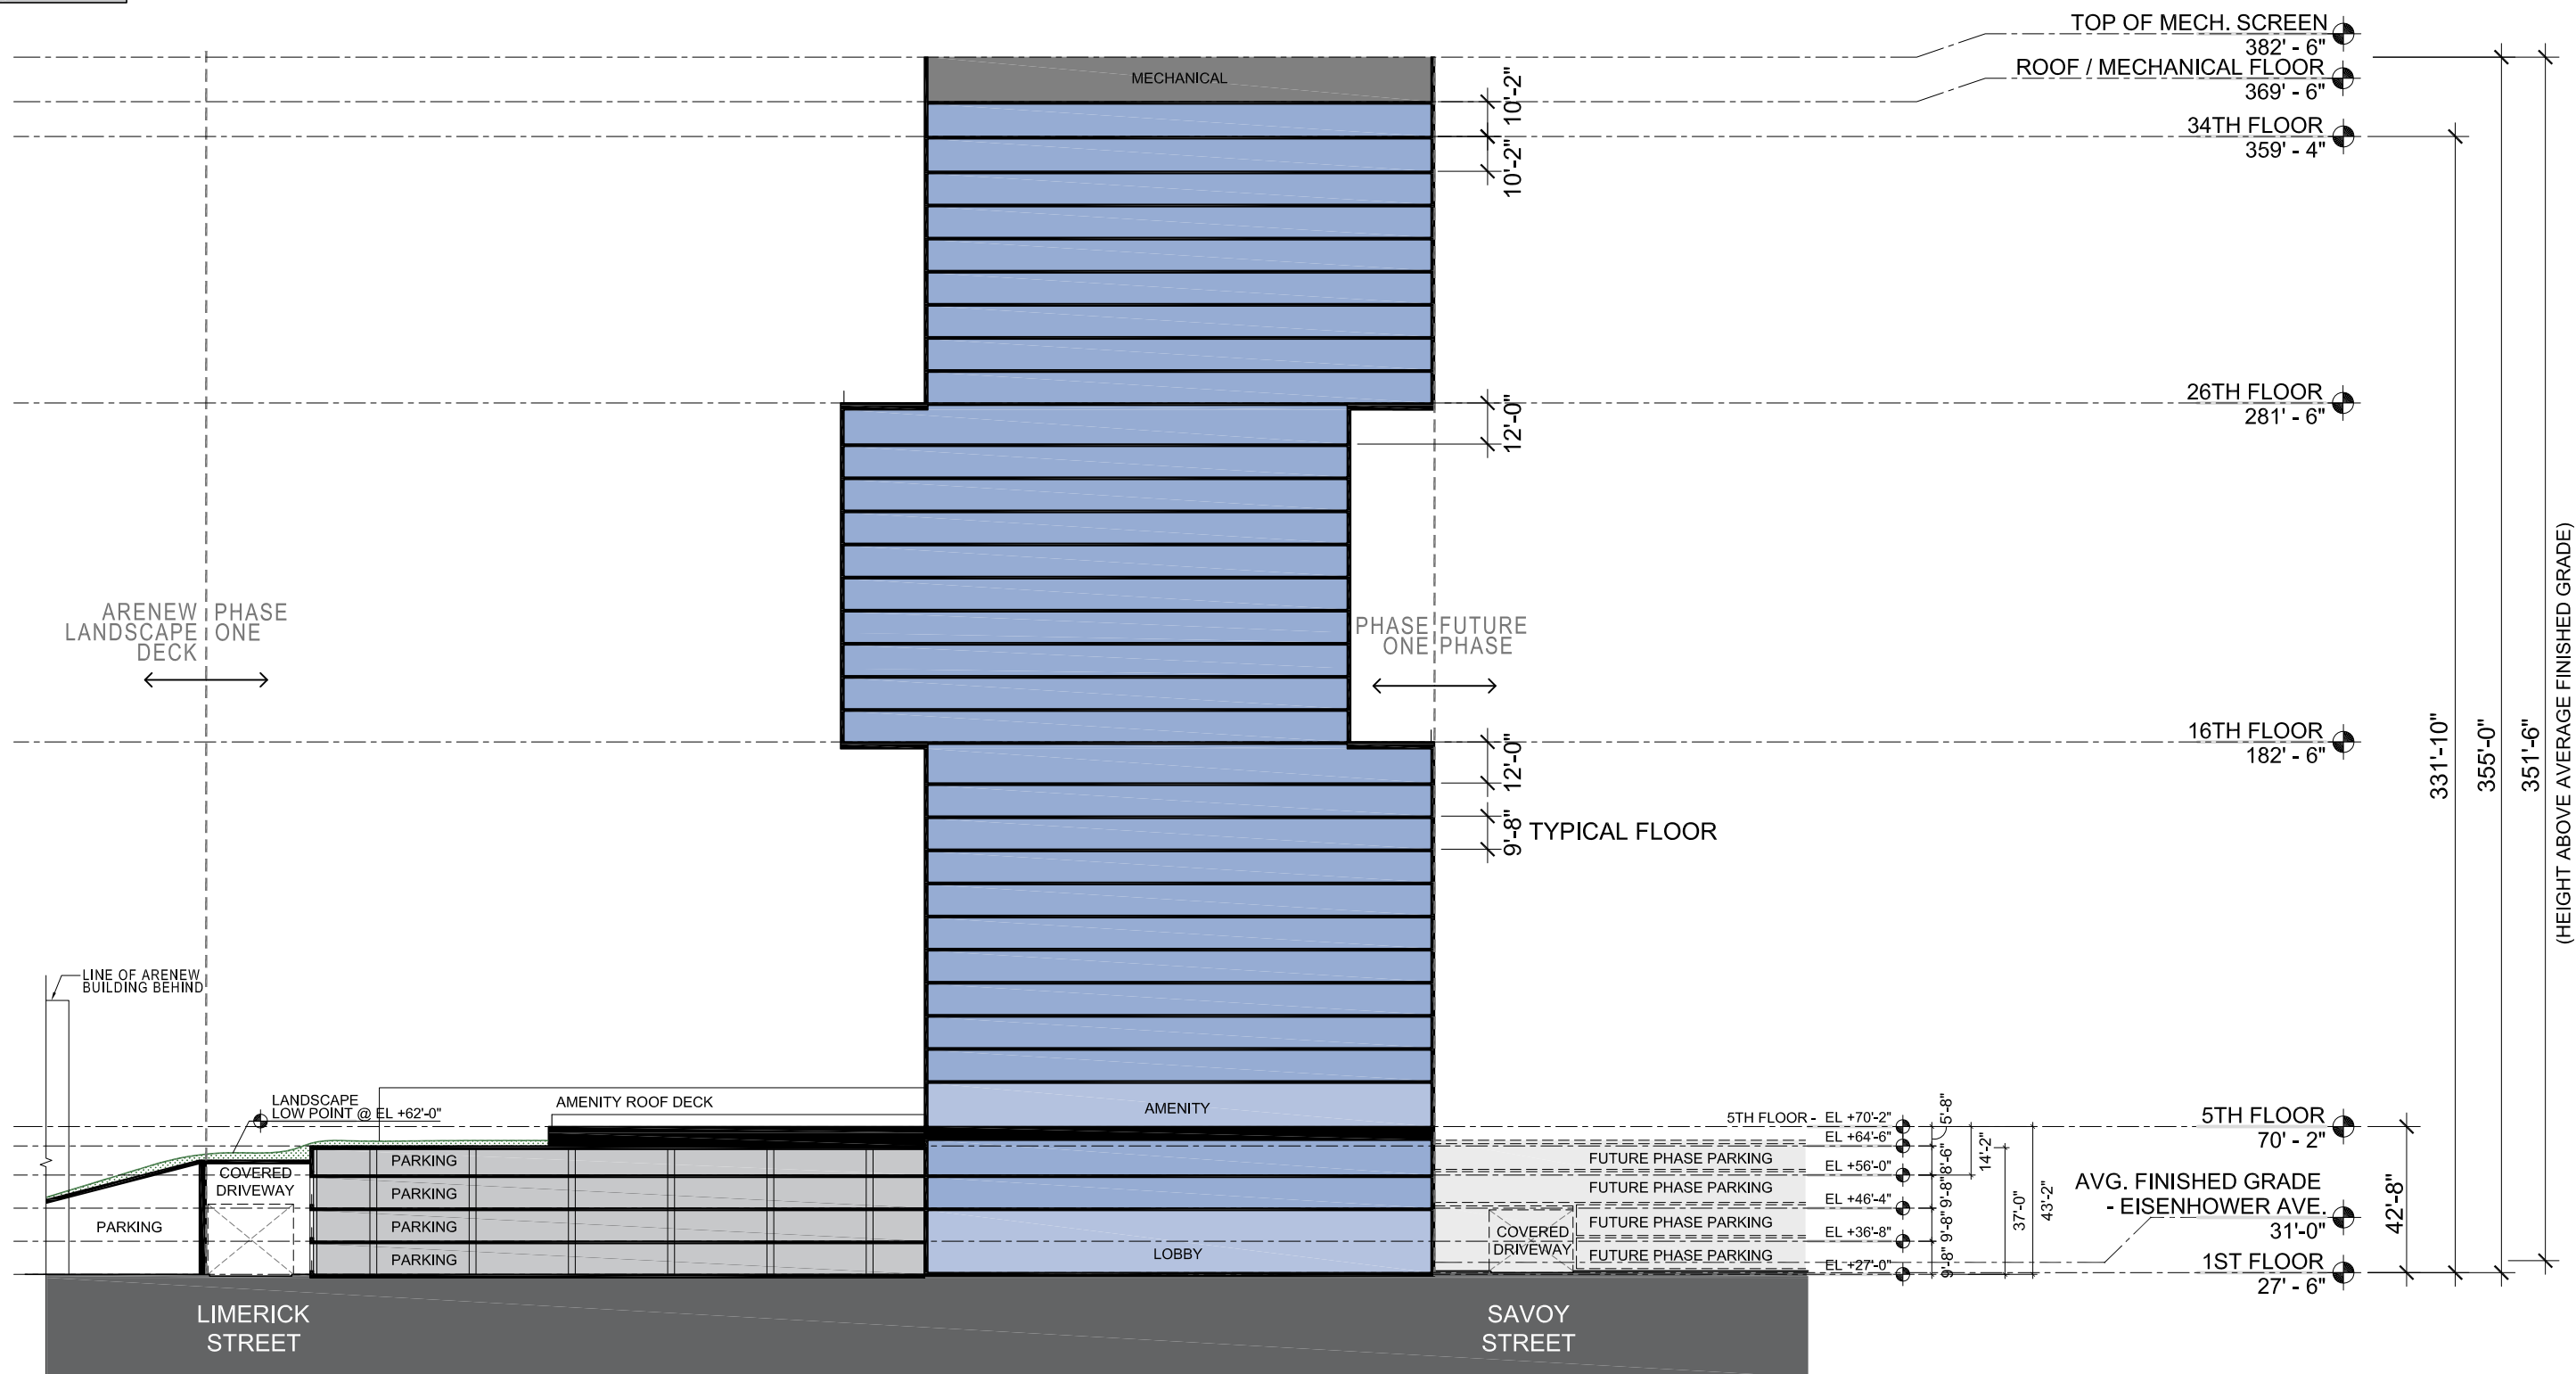 TOP OF MECH. SCREEN
382' - 6"
ROOF / MECHANICAL FLOOR
369' - 6"
34TH FLOOR
359' - 4"
MECHANICAL
10'-2"
10'-2"
26TH FLOOR
281' - 6"
12'-0"
ARENEW
LANDSCAPE
DECK
PHASE
ONE
PHASE
ONE
FUTURE
PHASE
16TH FLOOR
182' - 6"
12'-0"
9'-8"
TYPICAL FLOOR
331'-10"
355'-0"
351'-6"
(HEIGHT ABOVE AVERAGE FINISHED GRADE)
LINE OF ARENEW
BUILDING BEHIND
LANDSCAPE
LOW POINT @ EL +62'-0"
AMENITY ROOF DECK
AMENITY
5TH FLOOR - EL +70'-2"
EL +64'-6"
EL +56'-0"
EL +46'-4"
EL +36'-8"
EL +27'-0"
5'-8"
8'-6"
9'-8"
9'-8"
9'-8"
14'-2"
37'-0"
43'-2"
5TH FLOOR
70' - 2"
AVG. FINISHED GRADE
- EISENHOWER AVE.
31'-0"
1ST FLOOR
27' - 6"
42'-8"
COVERED
DRIVEWAY
PARKING
PARKING
PARKING
PARKING
PARKING
LOBBY
FUTURE PHASE PARKING
FUTURE PHASE PARKING
FUTURE PHASE PARKING
FUTURE PHASE PARKING
COVERED
DRIVEWAY
LIMERICK
STREET
SAVOY
STREET